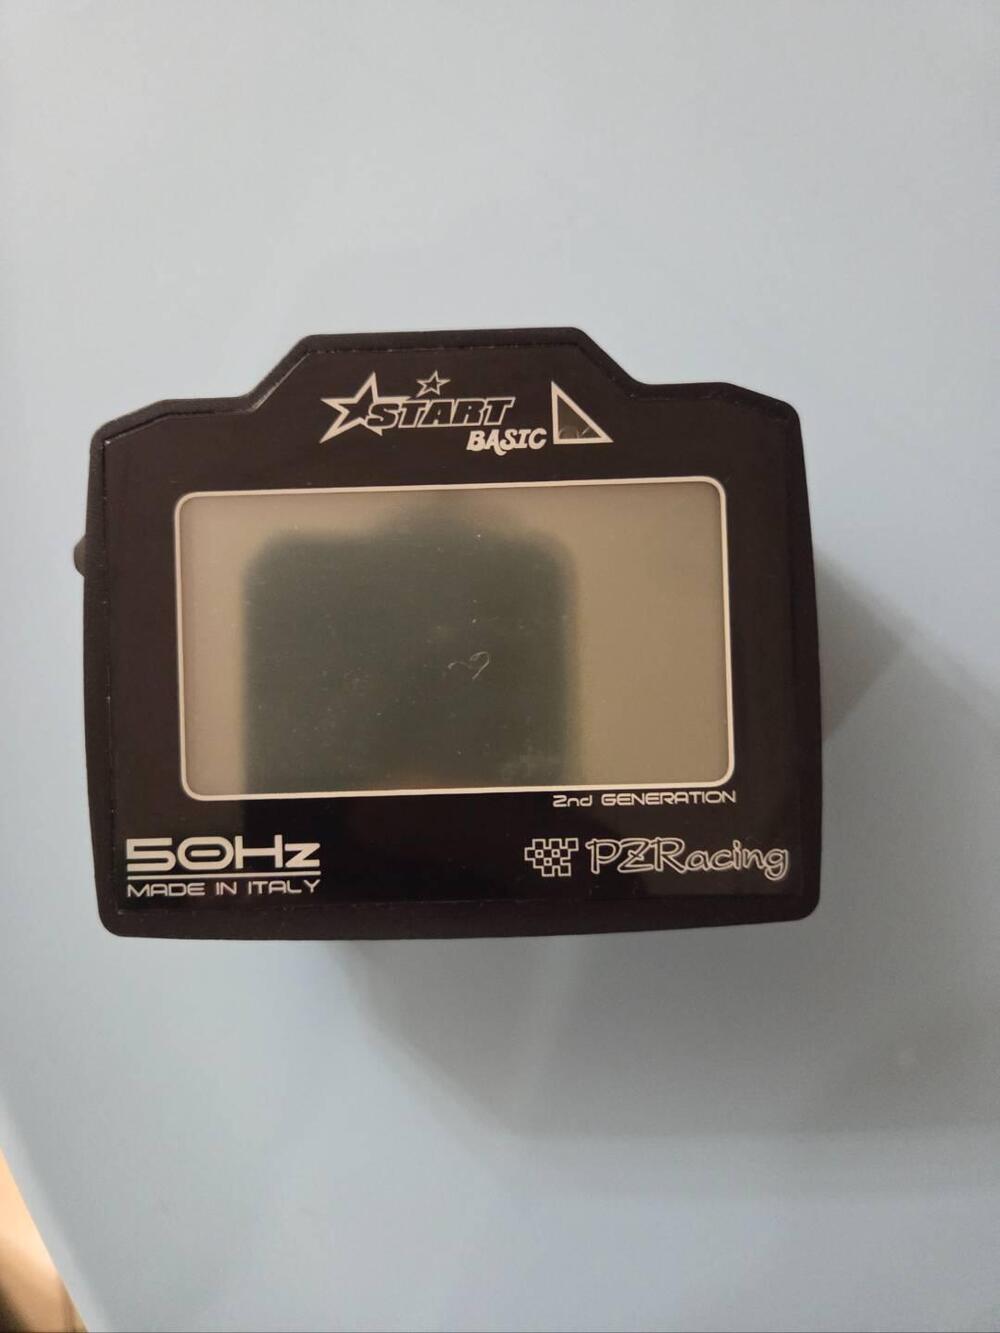 START
BASIC
2nd GENERATION
50Hz
MADE IN ITALY
PZRacing